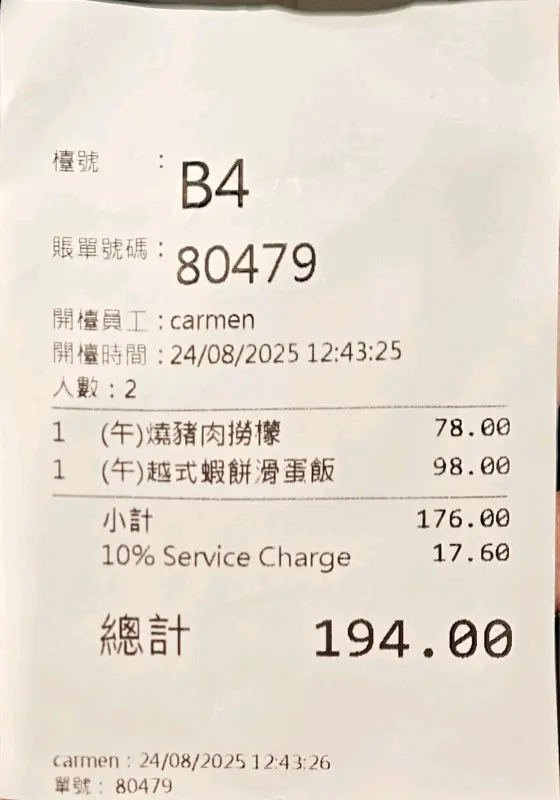 檯號 : B4
賬單號碼 : 80479
開檯員工 : carmen
開檯時間 : 24/08/2025 12:43:25
人數 : 2
1 (午)燒豬肉撈檬 78.00
1 (午)越式蝦餅滑蛋飯 98.00
小計 176.00
10% Service Charge 17.60
總計 194.00
carmen : 24/08/2025 12:43:26
單號 : 80479